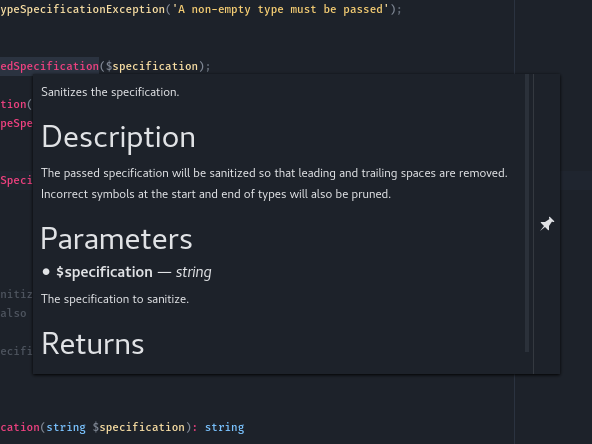 ypeSpecificationException('A non-empty type must be passed');
edSpecification($specification);
Sanitizes the specification.
tion(
Description
peSpe
The passed specification will be sanitized so that leading and trailing spaces are removed.
Speci
Incorrect symbols at the start and end of types will also be pruned.
Parameters
• $specification — string
nitiz
The specification to sanitize.
also
Returns
ecifi
cation(string $specification): string